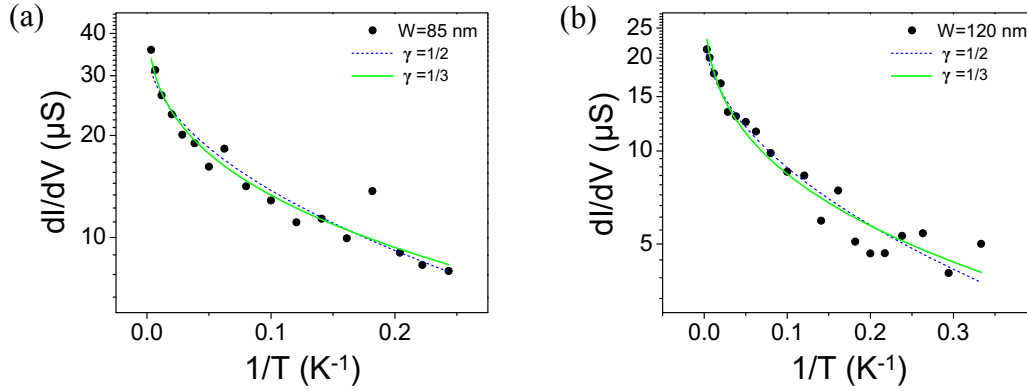 (a)
40
30
20
10
dI/dV (µS)
W=85 nm
γ =1/2
γ =1/3
0.0 0.1 0.2
1/T (K⁻¹)
(b)
25
20
15
10
5
dI/dV (µS)
W=120 nm
γ =1/2
γ =1/3
0.0 0.1 0.2 0.3
1/T (K⁻¹)